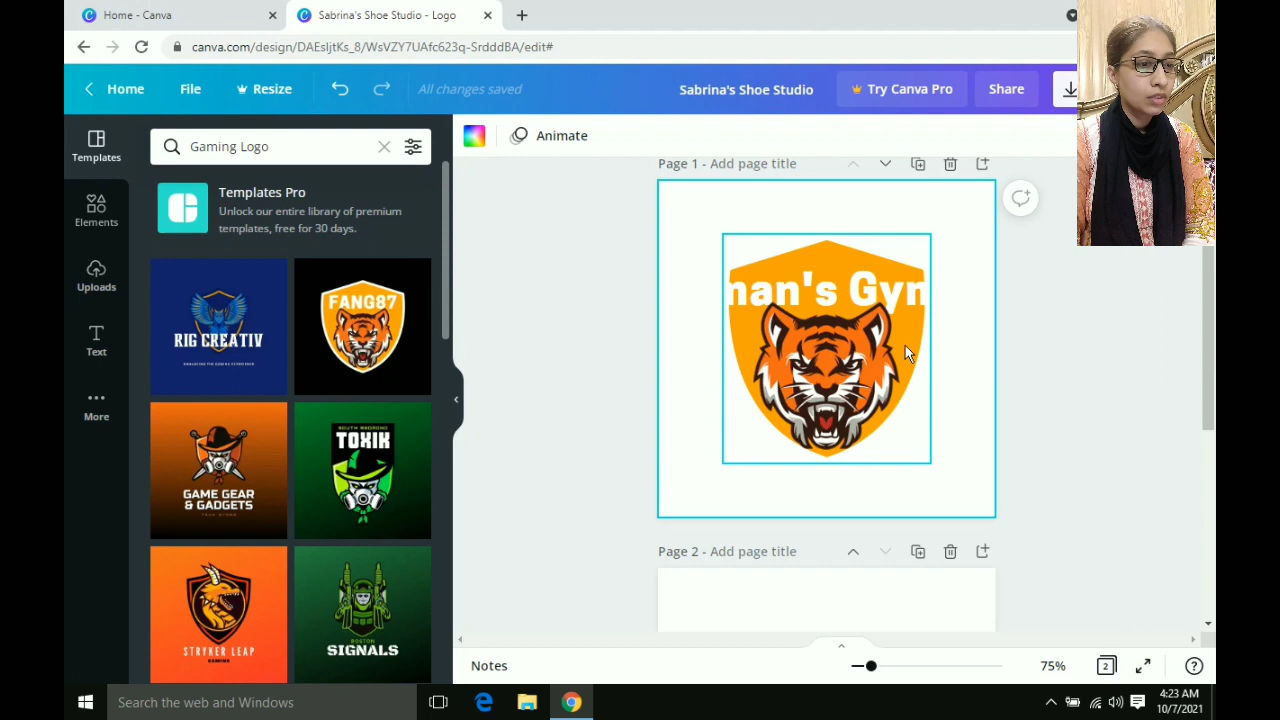 Home - Canva
Sabrina's Shoe Studio - Logo
canva.com/design/DAEsIjtKs_8/WsVZY7UAfc623q-SrdddBA/edit#
Home
File
Resize
All changes saved
Sabrina's Shoe Studio
Try Canva Pro
Share
Templates
Elements
Uploads
Text
More
Gaming Logo
Templates Pro
Unlock our entire library of premium
templates, free for 30 days.
RIG CREATIV
FANG87
GAME GEAR
& GADGETS
TOXIK
STRYKER LEAP
GAMING
BOSTON
SIGNALS
Animate
Page 1 - Add page title
nan's Gyn
Page 2 - Add page title
Notes
75%
2
Search the web and Windows
4:23 AM
10/7/2021